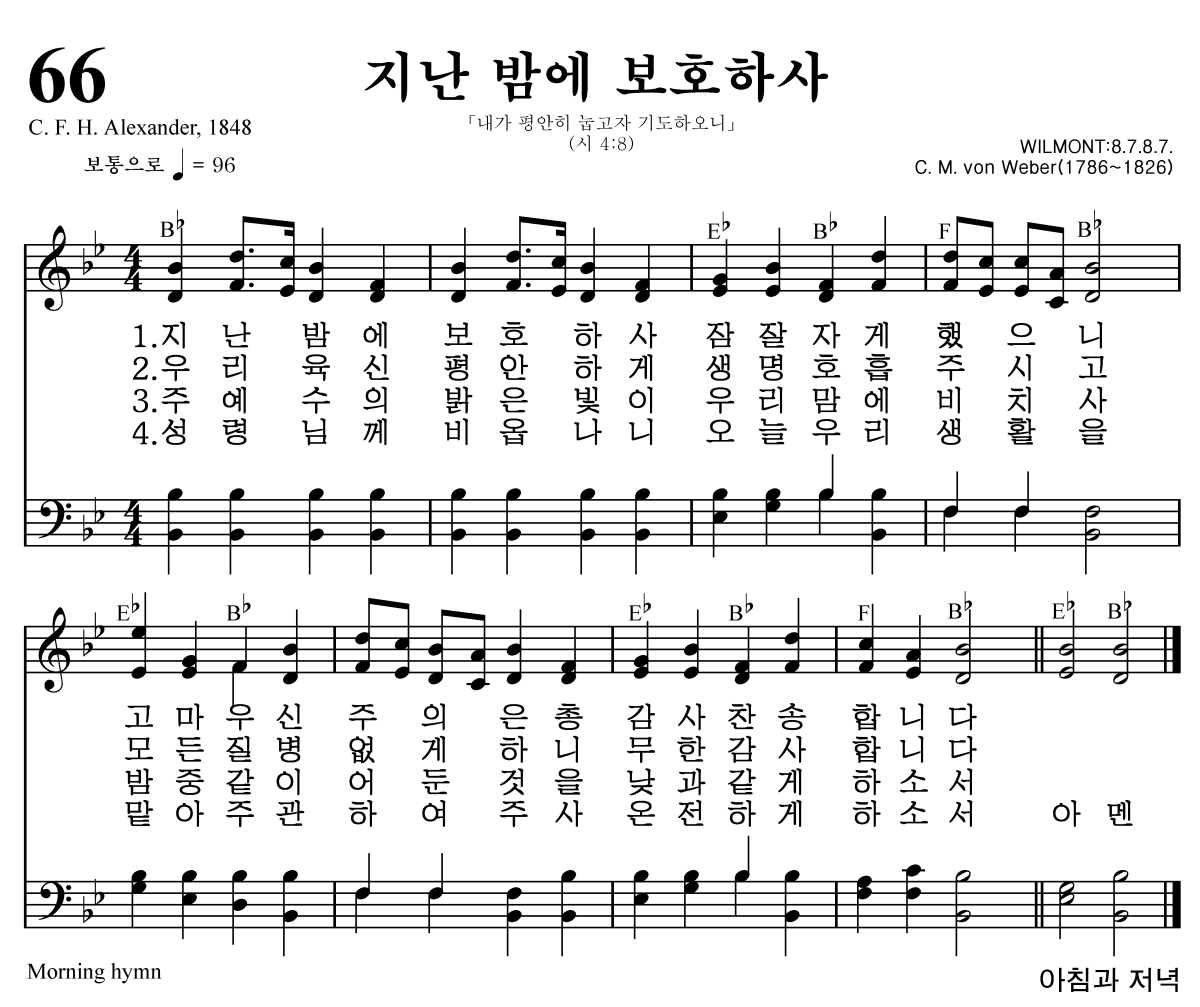 66
지난 밤에 보호하사
C. F. H. Alexander, 1848
「내가 평안히 눕고자 기도하오니」
(시 4:8)
보통으로 ♩ = 96
WILMONT:8.7.8.7.
C. M. von Weber(1786~1826)
B♭ E♭ B♭ F B♭
1.지 난 밤 에 보 호 하 사 잠 잘 자 게 했 으 니
2.우 리 육 신 평 안 하 게 생 명 호 흡 주 시 고
3.주 예 수 의 밝 은 빛 이 우 리 맘 에 비 치 사
4.성 령 님 께 비 옵 나 니 오 늘 우 리 생 활 을
E♭ B♭ E♭ B♭ F B♭ E♭ B♭
고 마 우 신 주 의 은 총 감 사 찬 송 합 니 다
모 든 질 병 없 게 하 니 무 한 감 사 합 니 다
밤 중 같 이 어 둔 것 을 낮 과 같 게 하 소 서
맡 아 주 관 하 여 주 사 온 전 하 게 하 소 서 아 멘
Morning hymn
아침과 저녁